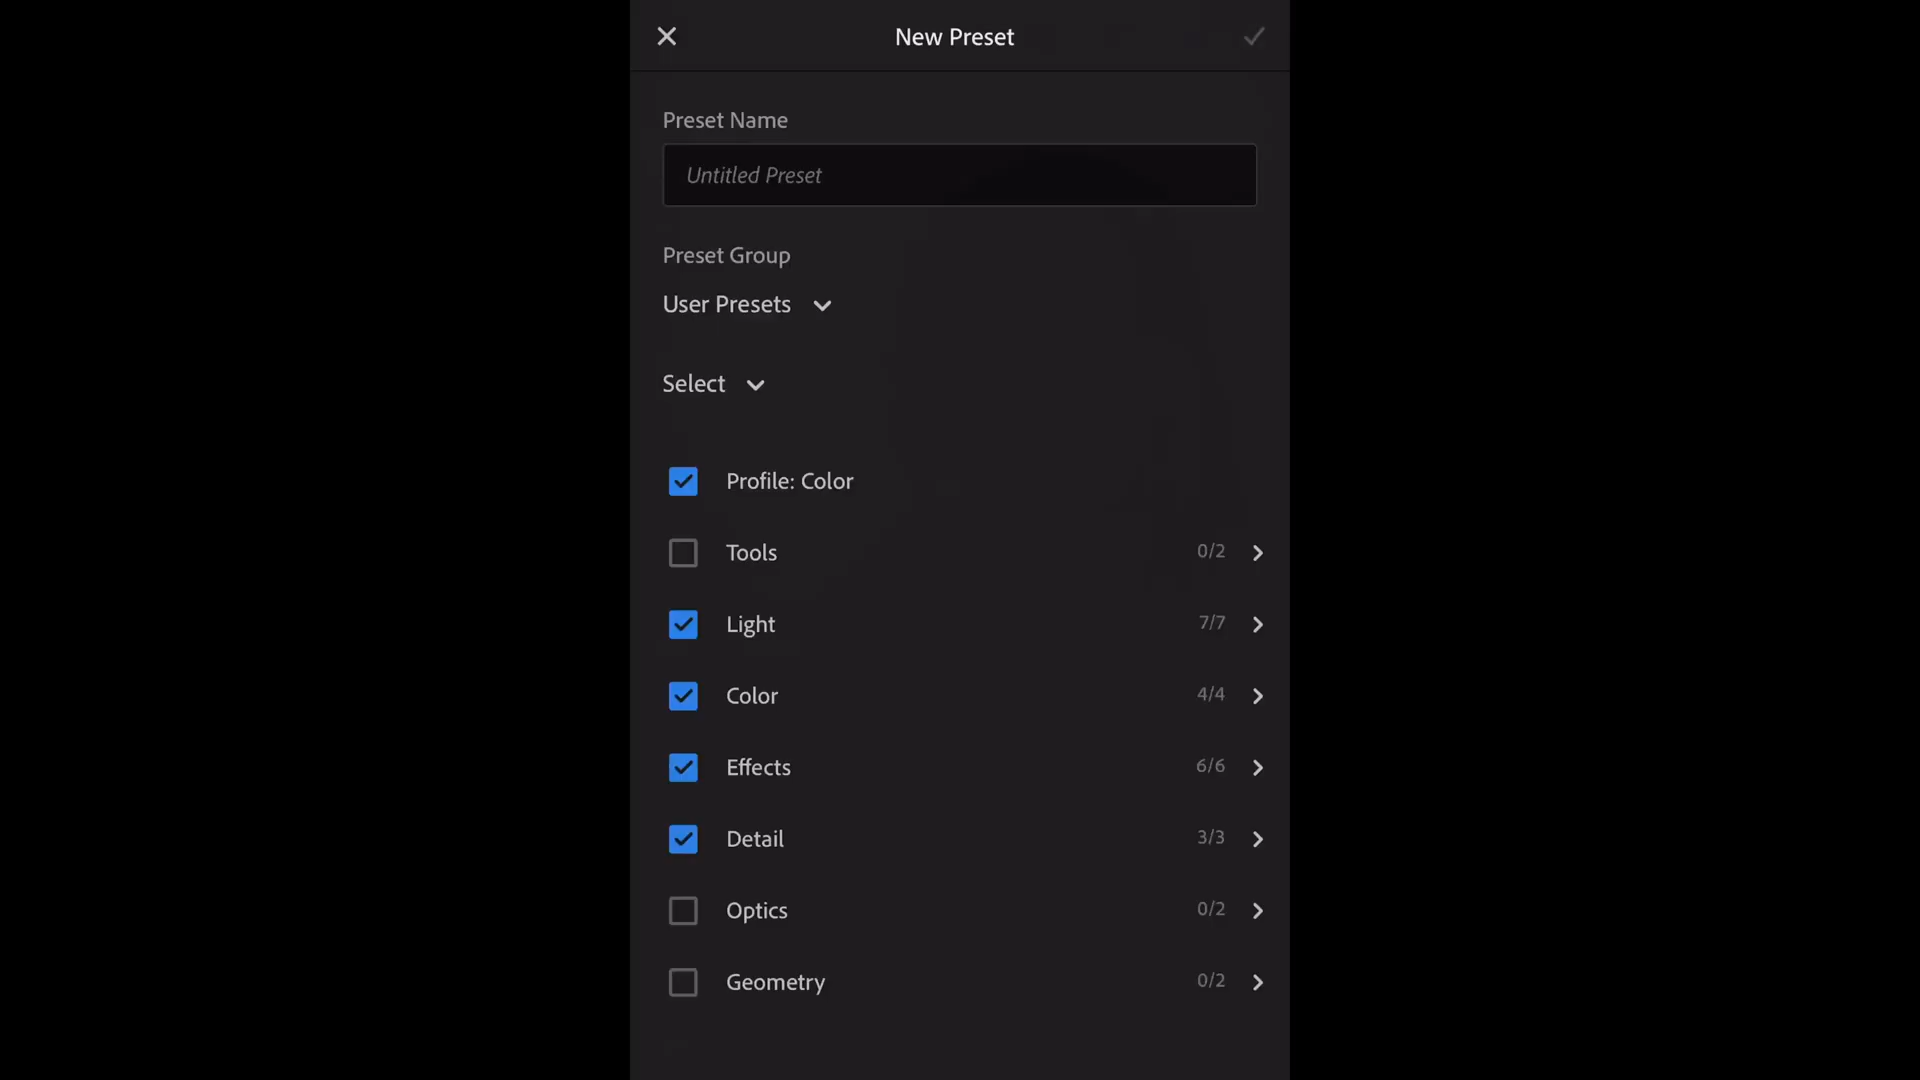 New Preset
Preset Name
Untitled Preset
Preset Group
User Presets
Select
Profile: Color
Tools 0/2
Light 7/7
Color 4/4
Effects 6/6
Detail 3/3
Optics 0/2
Geometry 0/2